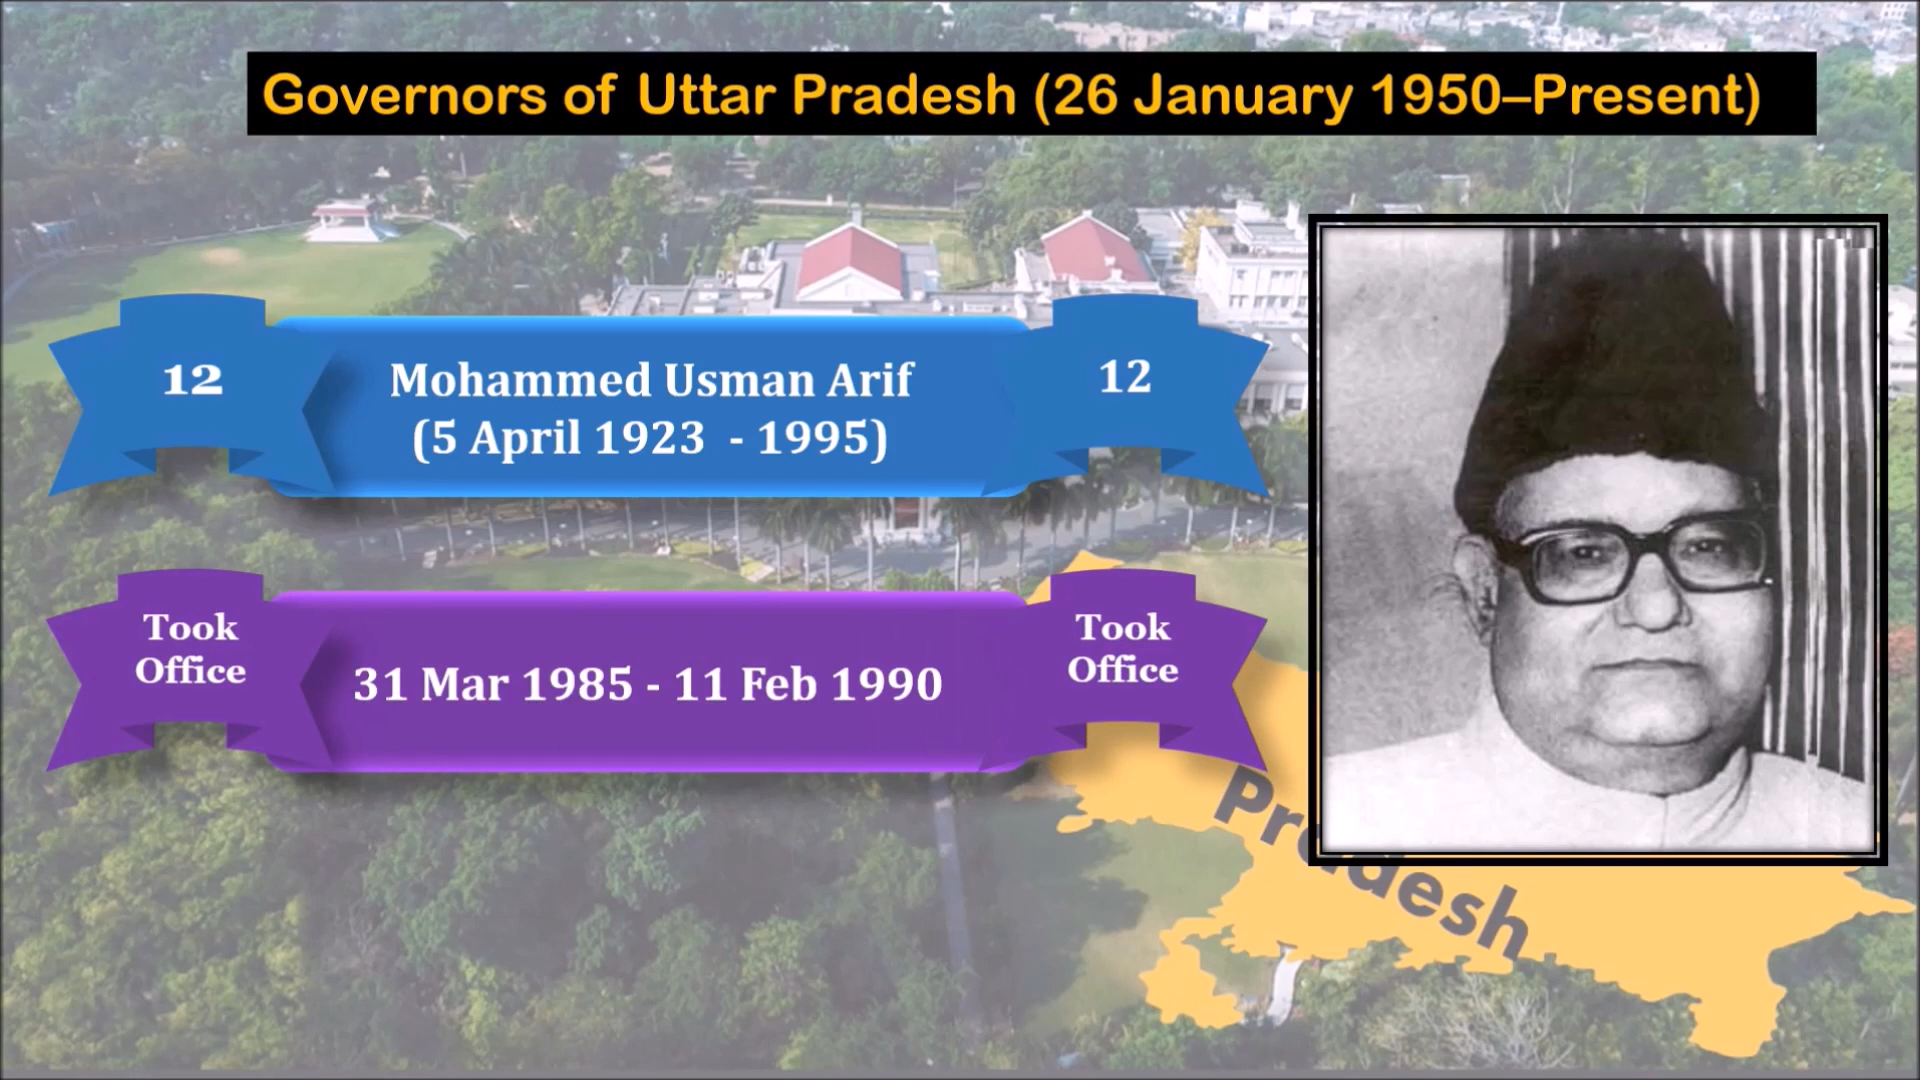 Governors of Uttar Pradesh (26 January 1950–Present)
12
Mohammed Usman Arif
(5 April 1923 - 1995)
12
Took
Office
31 Mar 1985 - 11 Feb 1990
Took
Office
Pradesh